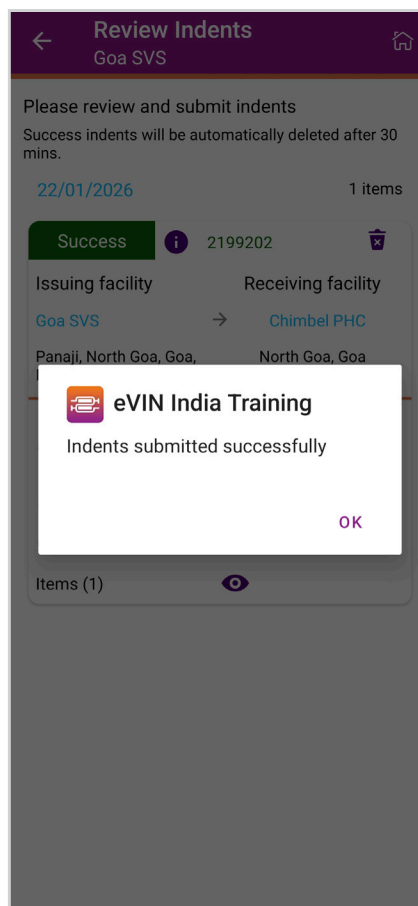 Review Indents
Goa SVS
Please review and submit indents
Success indents will be automatically deleted after 30
mins.
22/01/2026
1 items
Success
i
2199202
Issuing facility
Receiving facility
Goa SVS
→
Chimbel PHC
Panaji, North Goa, Goa,
North Goa, Goa
eVIN India Training
Indents submitted successfully
OK
Items (1)